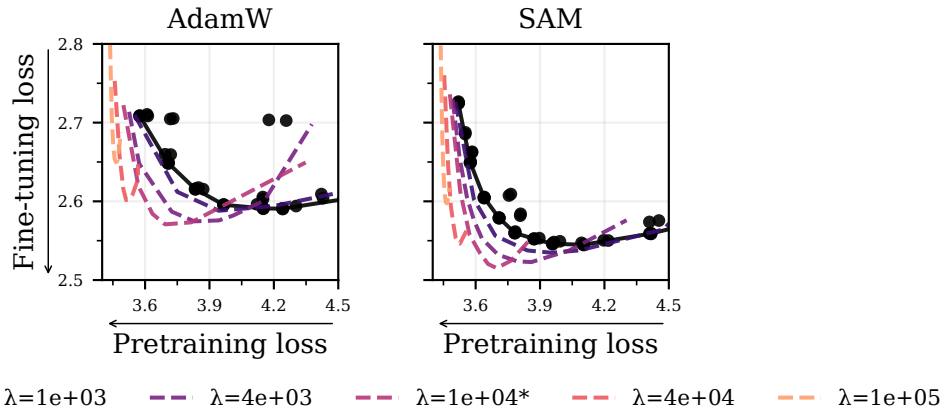 AdamW
SAM
Fine-tuning loss
2.8
2.7
2.6
2.5
3.6 3.9 4.2 4.5
3.6 3.9 4.2 4.5
Pretraining loss
Pretraining loss
λ=1e+03 λ=4e+03 λ=1e+04* λ=4e+04 λ=1e+05